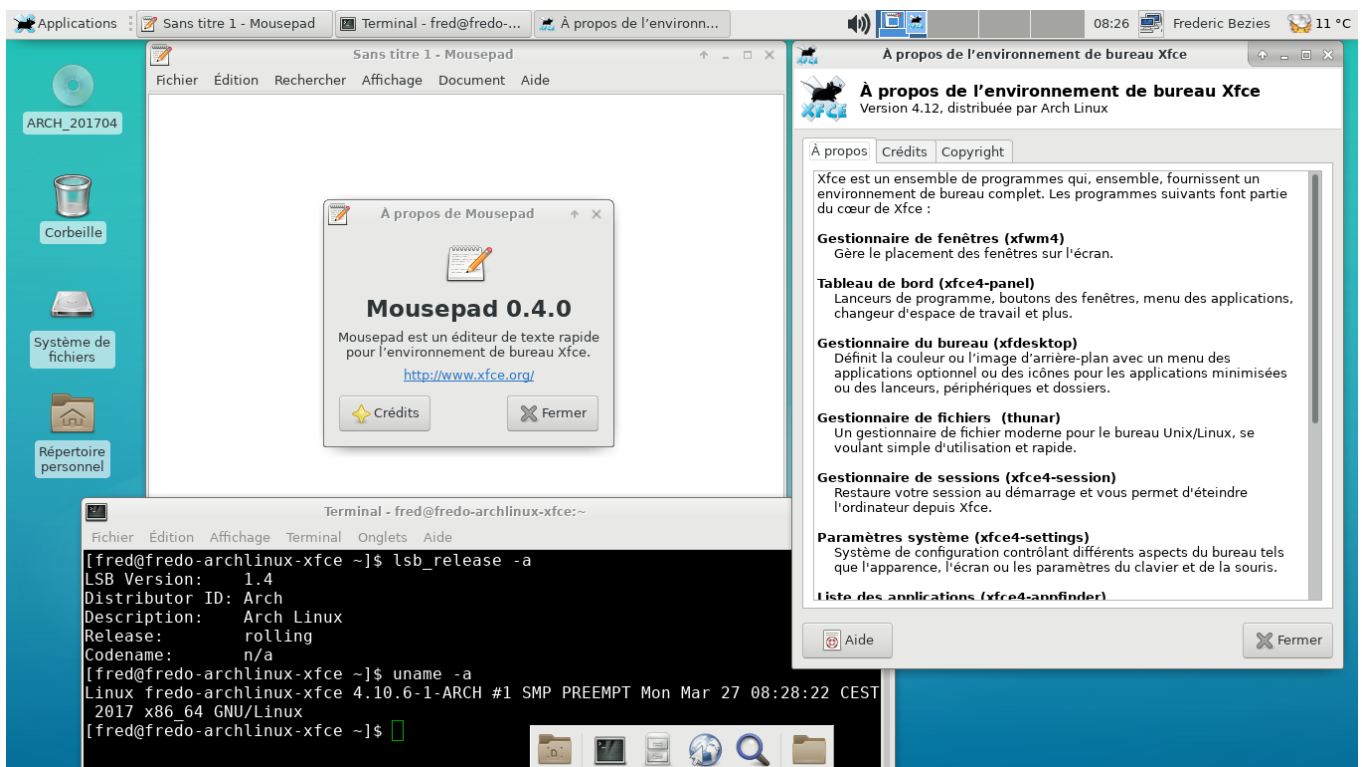 Applications
Sans titre 1 - Mousepad
Terminal - fred@fredo-...
À propos de l'environn...
08:26
Frederic Bezies
11 °C
ARCH_201704
Corbeille
Système de
fichiers
Répertoire
personnel
Sans titre 1 - Mousepad
Fichier Édition Rechercher Affichage Document Aide
À propos de Mousepad
Mousepad 0.4.0
Mousepad est un éditeur de texte rapide
pour l'environnement de bureau Xfce.
http://www.xfce.org/
Crédits
Fermer
Terminal - fred@fredo-archlinux-xfce:~
Fichier Édition Affichage Terminal Onglets Aide
[fred@fredo-archlinux-xfce ~]$ lsb_release -a
LSB Version: 1.4
Distributor ID: Arch
Description: Arch Linux
Release: rolling
Codename: n/a
[fred@fredo-archlinux-xfce ~]$ uname -a
Linux fredo-archlinux-xfce 4.10.6-1-ARCH #1 SMP PREEMPT Mon Mar 27 08:28:22 CEST
2017 x86_64 GNU/Linux
[fred@fredo-archlinux-xfce ~]$
À propos de l'environnement de bureau Xfce
XFCE
À propos de l'environnement de bureau Xfce
Version 4.12, distribuée par Arch Linux
À propos Crédits Copyright
Xfce est un ensemble de programmes qui, ensemble, fournissent un
environnement de bureau complet. Les programmes suivants font partie
du cœur de Xfce :
Gestionnaire de fenêtres (xfwm4)
Gère le placement des fenêtres sur l'écran.
Tableau de bord (xfce4-panel)
Lanceurs de programme, boutons des fenêtres, menu des applications,
changeur d'espace de travail et plus.
Gestionnaire du bureau (xfdesktop)
Définit la couleur ou l'image d'arrière-plan avec un menu des
applications optionnel ou des icônes pour les applications minimisées
ou des lanceurs, périphériques et dossiers.
Gestionnaire de fichiers (thunar)
Un gestionnaire de fichier moderne pour le bureau Unix/Linux, se
voulant simple d'utilisation et rapide.
Gestionnaire de sessions (xfce4-session)
Restaure votre session au démarrage et vous permet d'éteindre
l'ordinateur depuis Xfce.
Paramètres système (xfce4-settings)
Système de configuration contrôlant différents aspects du bureau tels
que l'apparence, l'écran ou les paramètres du clavier et de la souris.
Liste des applications (xfce4-appfinder)
Aide
Fermer